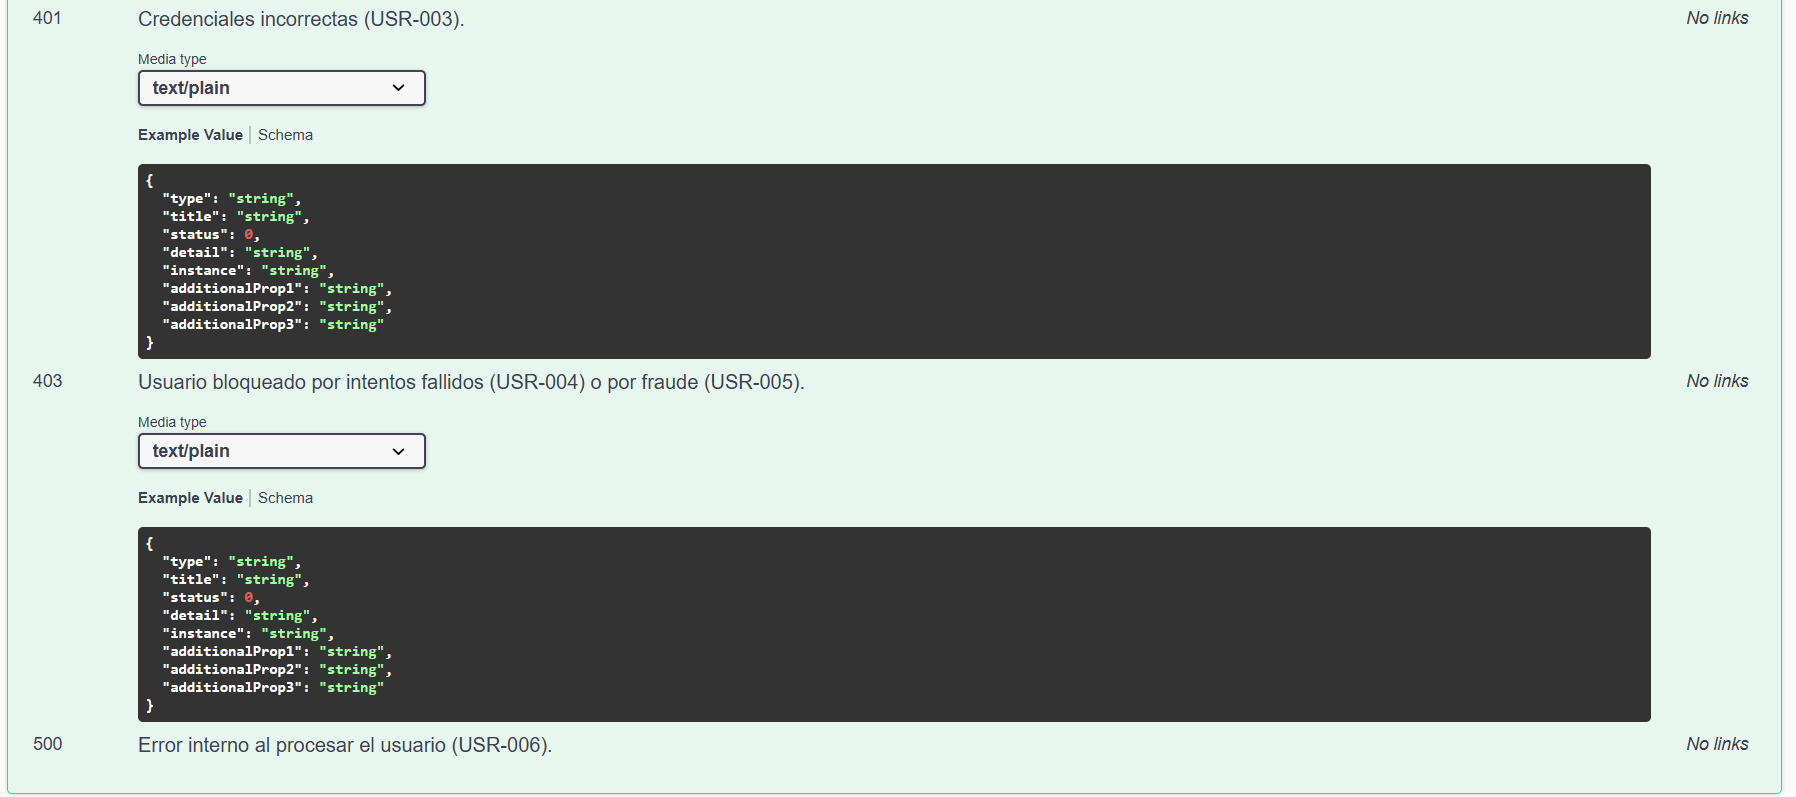 401 Credenciales incorrectas (USR-003). No links
Media type
text/plain
Example Value Schema
{
  "type": "string",
  "title": "string",
  "status": 0,
  "detail": "string",
  "instance": "string",
  "additionalProp1": "string",
  "additionalProp2": "string",
  "additionalProp3": "string"
}
403 Usuario bloqueado por intentos fallidos (USR-004) o por fraude (USR-005). No links
Media type
text/plain
Example Value Schema
{
  "type": "string",
  "title": "string",
  "status": 0,
  "detail": "string",
  "instance": "string",
  "additionalProp1": "string",
  "additionalProp2": "string",
  "additionalProp3": "string"
}
500 Error interno al procesar el usuario (USR-006). No links